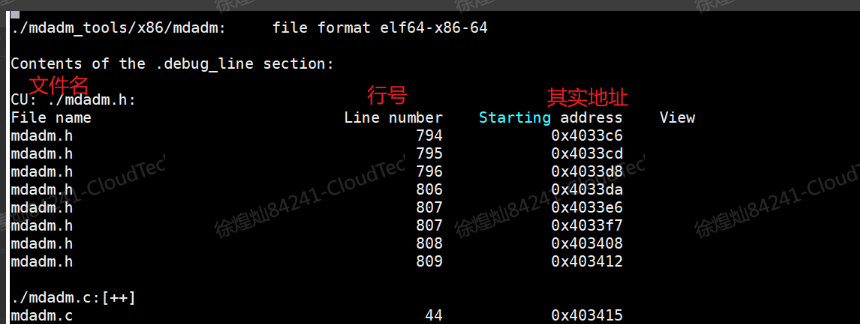 ./mdadm_tools/x86/mdadm:     file format elf64-x86-64
Contents of the .debug_line section:
文件名 行号 其实地址
CU: ./mdadm.h:
File name Line number Starting address View
mdadm.h 794 0x4033c6
mdadm.h 795 0x4033cd
mdadm.h 796 0x4033d8
mdadm.h 806 0x4033da
mdadm.h 807 0x4033e6
mdadm.h 807 0x4033f7
mdadm.h 808 0x403408
mdadm.h 809 0x403412
./mdadm.c:[++]
mdadm.c 44 0x403415
徐煌灿84241-CloudTec
徐煌灿84241-CloudTec
徐煌灿84241-CloudTec